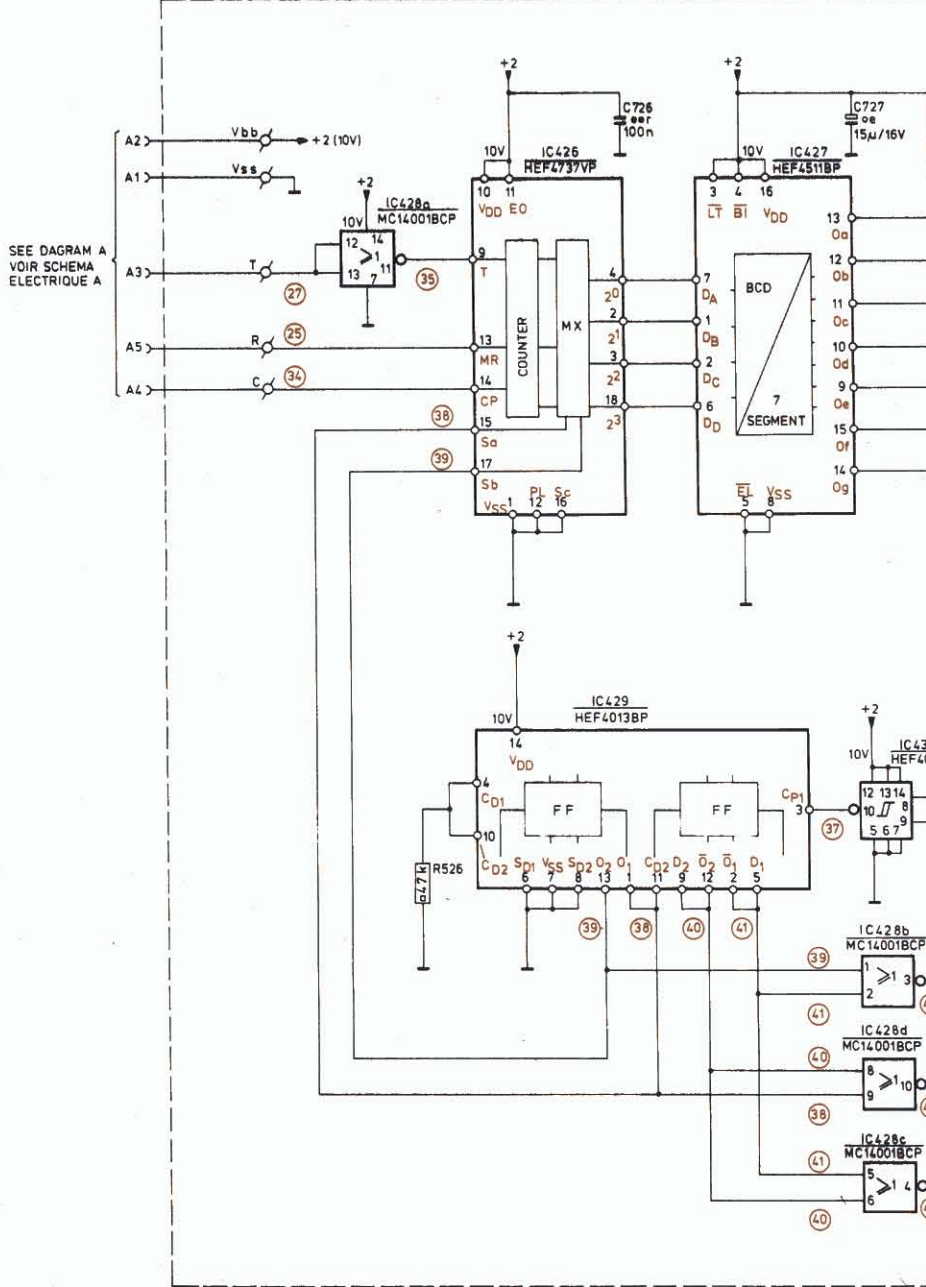 +2
+2
C726
eer
100n
C727
oe
15µ/16V
A2
Vbb
+2 (10V)
10V
IC426
HEF4737VP
10V
IC427
HEF4511BP
A1
Vss
+2
10 11
VDD EO
3 4 16
LT BI VDD
IC428a
MC14001BCP
10V
12 14
≥1
13 7 11
SEE DAGRAM A
VOIR SCHEMA
ELECTRIQUE A
A3
T
27
35
9
T
COUNTER
MX
4
2⁰
2
2¹
3
2²
18
2³
7
DA
1
DB
2
DC
6
DD
BCD
7
SEGMENT
13
Oa
12
Ob
11
Oc
10
Od
9
Oe
15
Of
14
Og
A5
R
25
13
MR
A4
C
34
14
CP
38
15
Sa
39
17
Sb
PL Sc
VSS 1 12 16
EL VSS
5 8
+2
IC429
HEF4013BP
10V
14
VDD
4
CD1
10
CD2
FF
FF
CP1
3
37
+2
10V
IC43
HEF4
12 13 14
10 8
5 6 7 9
R526
47k
SD1 VSS SD2 O2 O1 CD2 D2 O2 O1 D1
6 7 8 13 1 11 9 12 2 5
39 38 40 41
IC428b
MC14001BCP
39
1
≥1 3
2
41
IC428d
MC14001BCP
40
8
≥1 10
9
38
IC428c
MC14001BCP
41
5
≥1 4
6
40